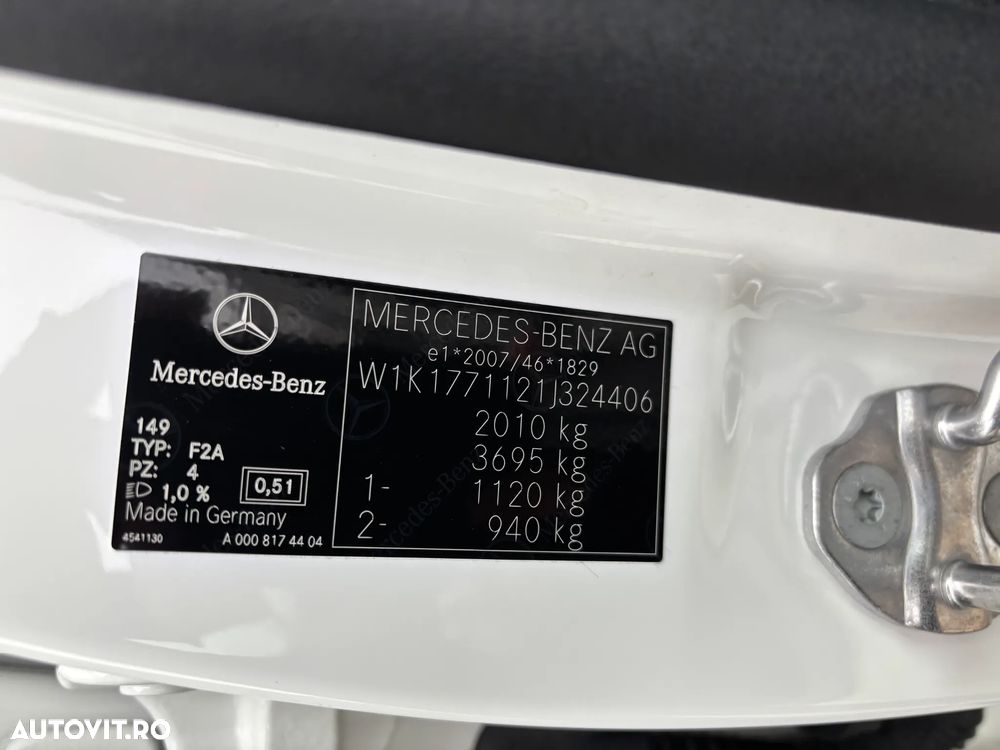 Mercedes-Benz
149
TYP: F2A
PZ: 4
1,0 %
0,51
Made in Germany
4541130 A 000 817 44 04
MERCEDES-BENZ AG
e1*2007/46*1829
W1K1771121J324406
2010 kg
3695 kg
1- 1120 kg
2- 940 kg
AUTOVIT.RO